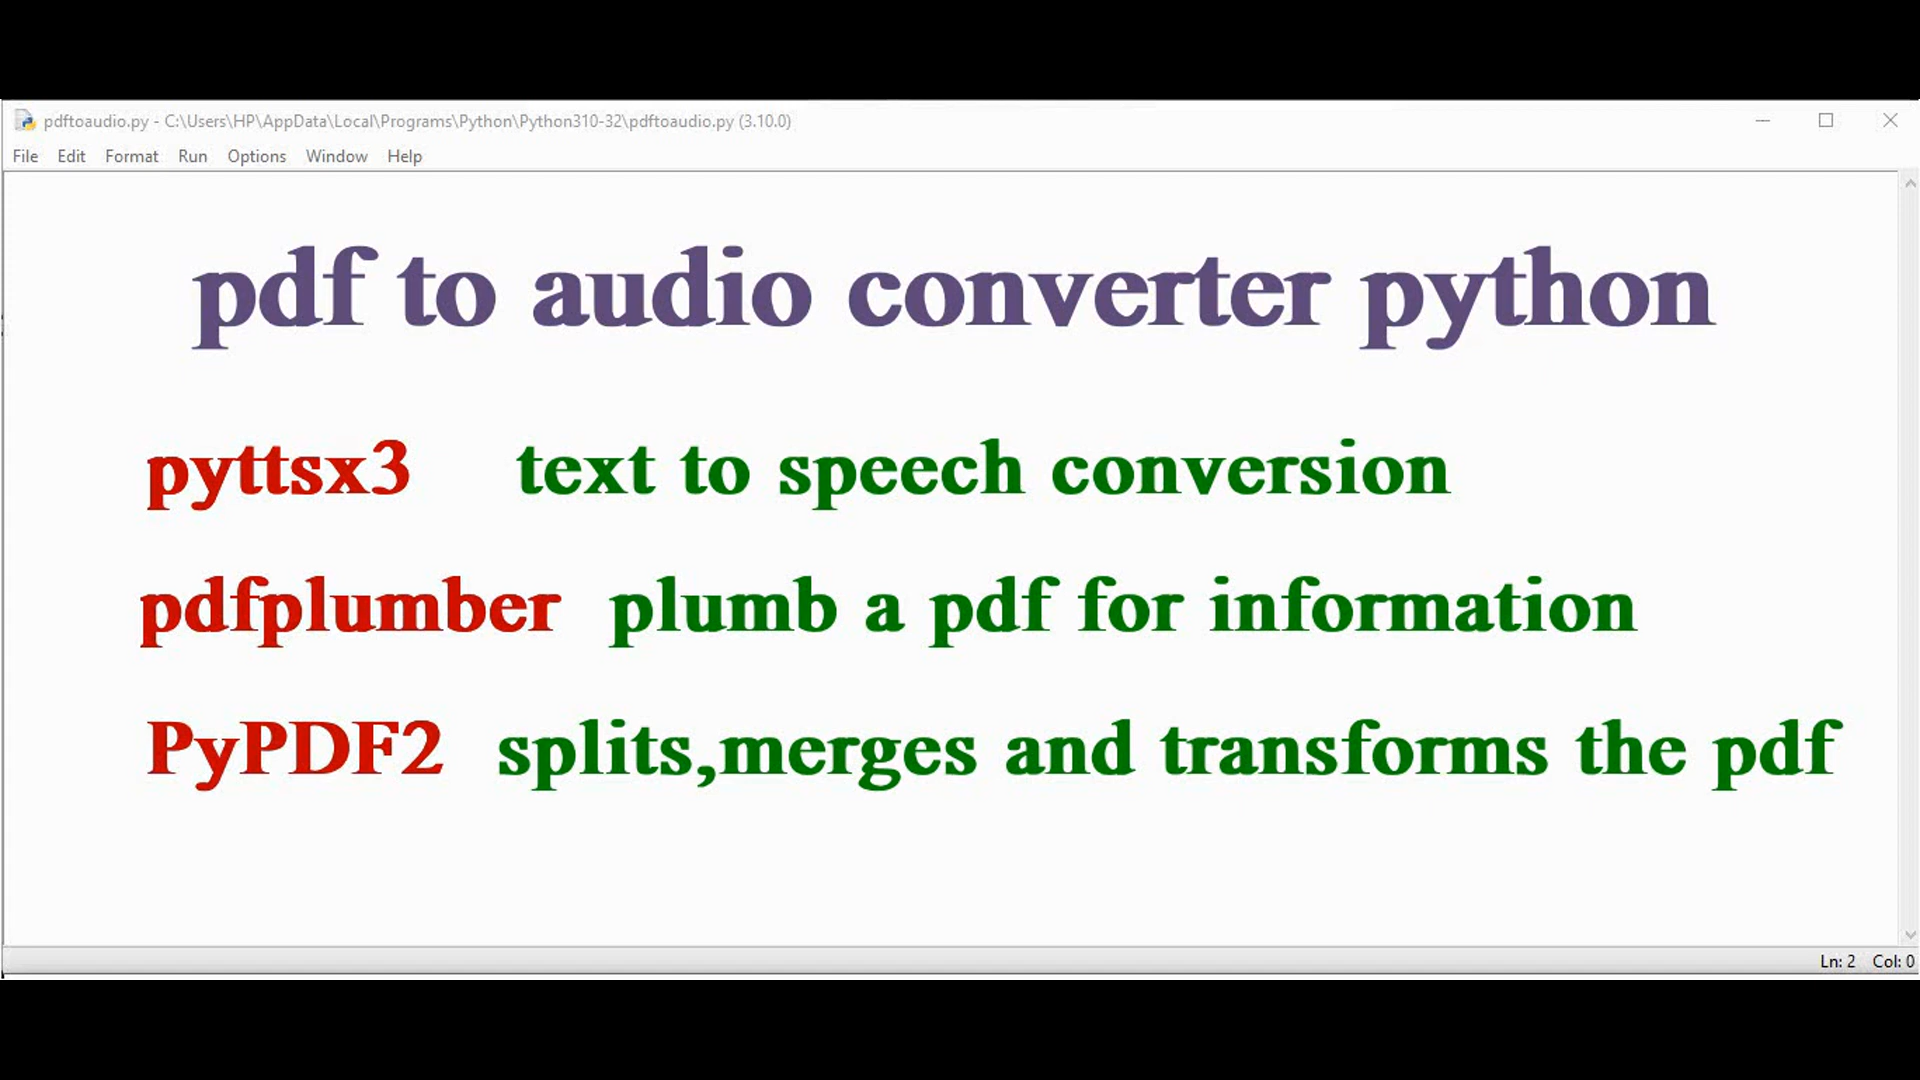 pdftoaudio.py - C:\Users\HP\AppData\Local\Programs\Python\Python310-32\pdftoaudio.py (3.10.0)
File Edit Format Run Options Window Help
pdf to audio converter python
pyttsx3 text to speech conversion
pdfplumber plumb a pdf for information
PyPDF2 splits,merges and transforms the pdf
Ln: 2 Col: 0